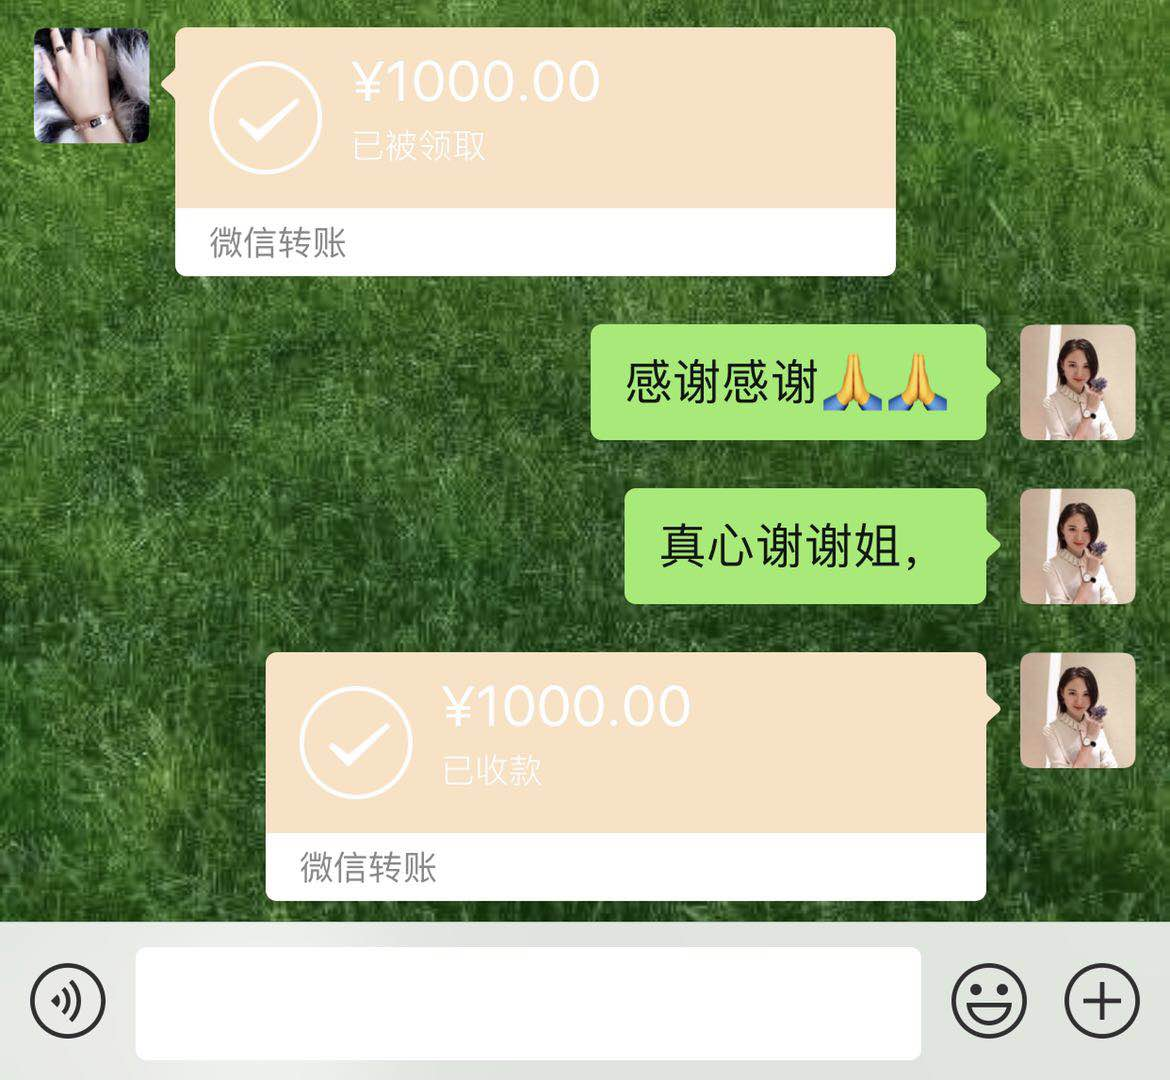 ¥1000.00
已被领取
微信转账
感谢感谢🙏🙏
真心谢谢姐，
¥1000.00
已收款
微信转账